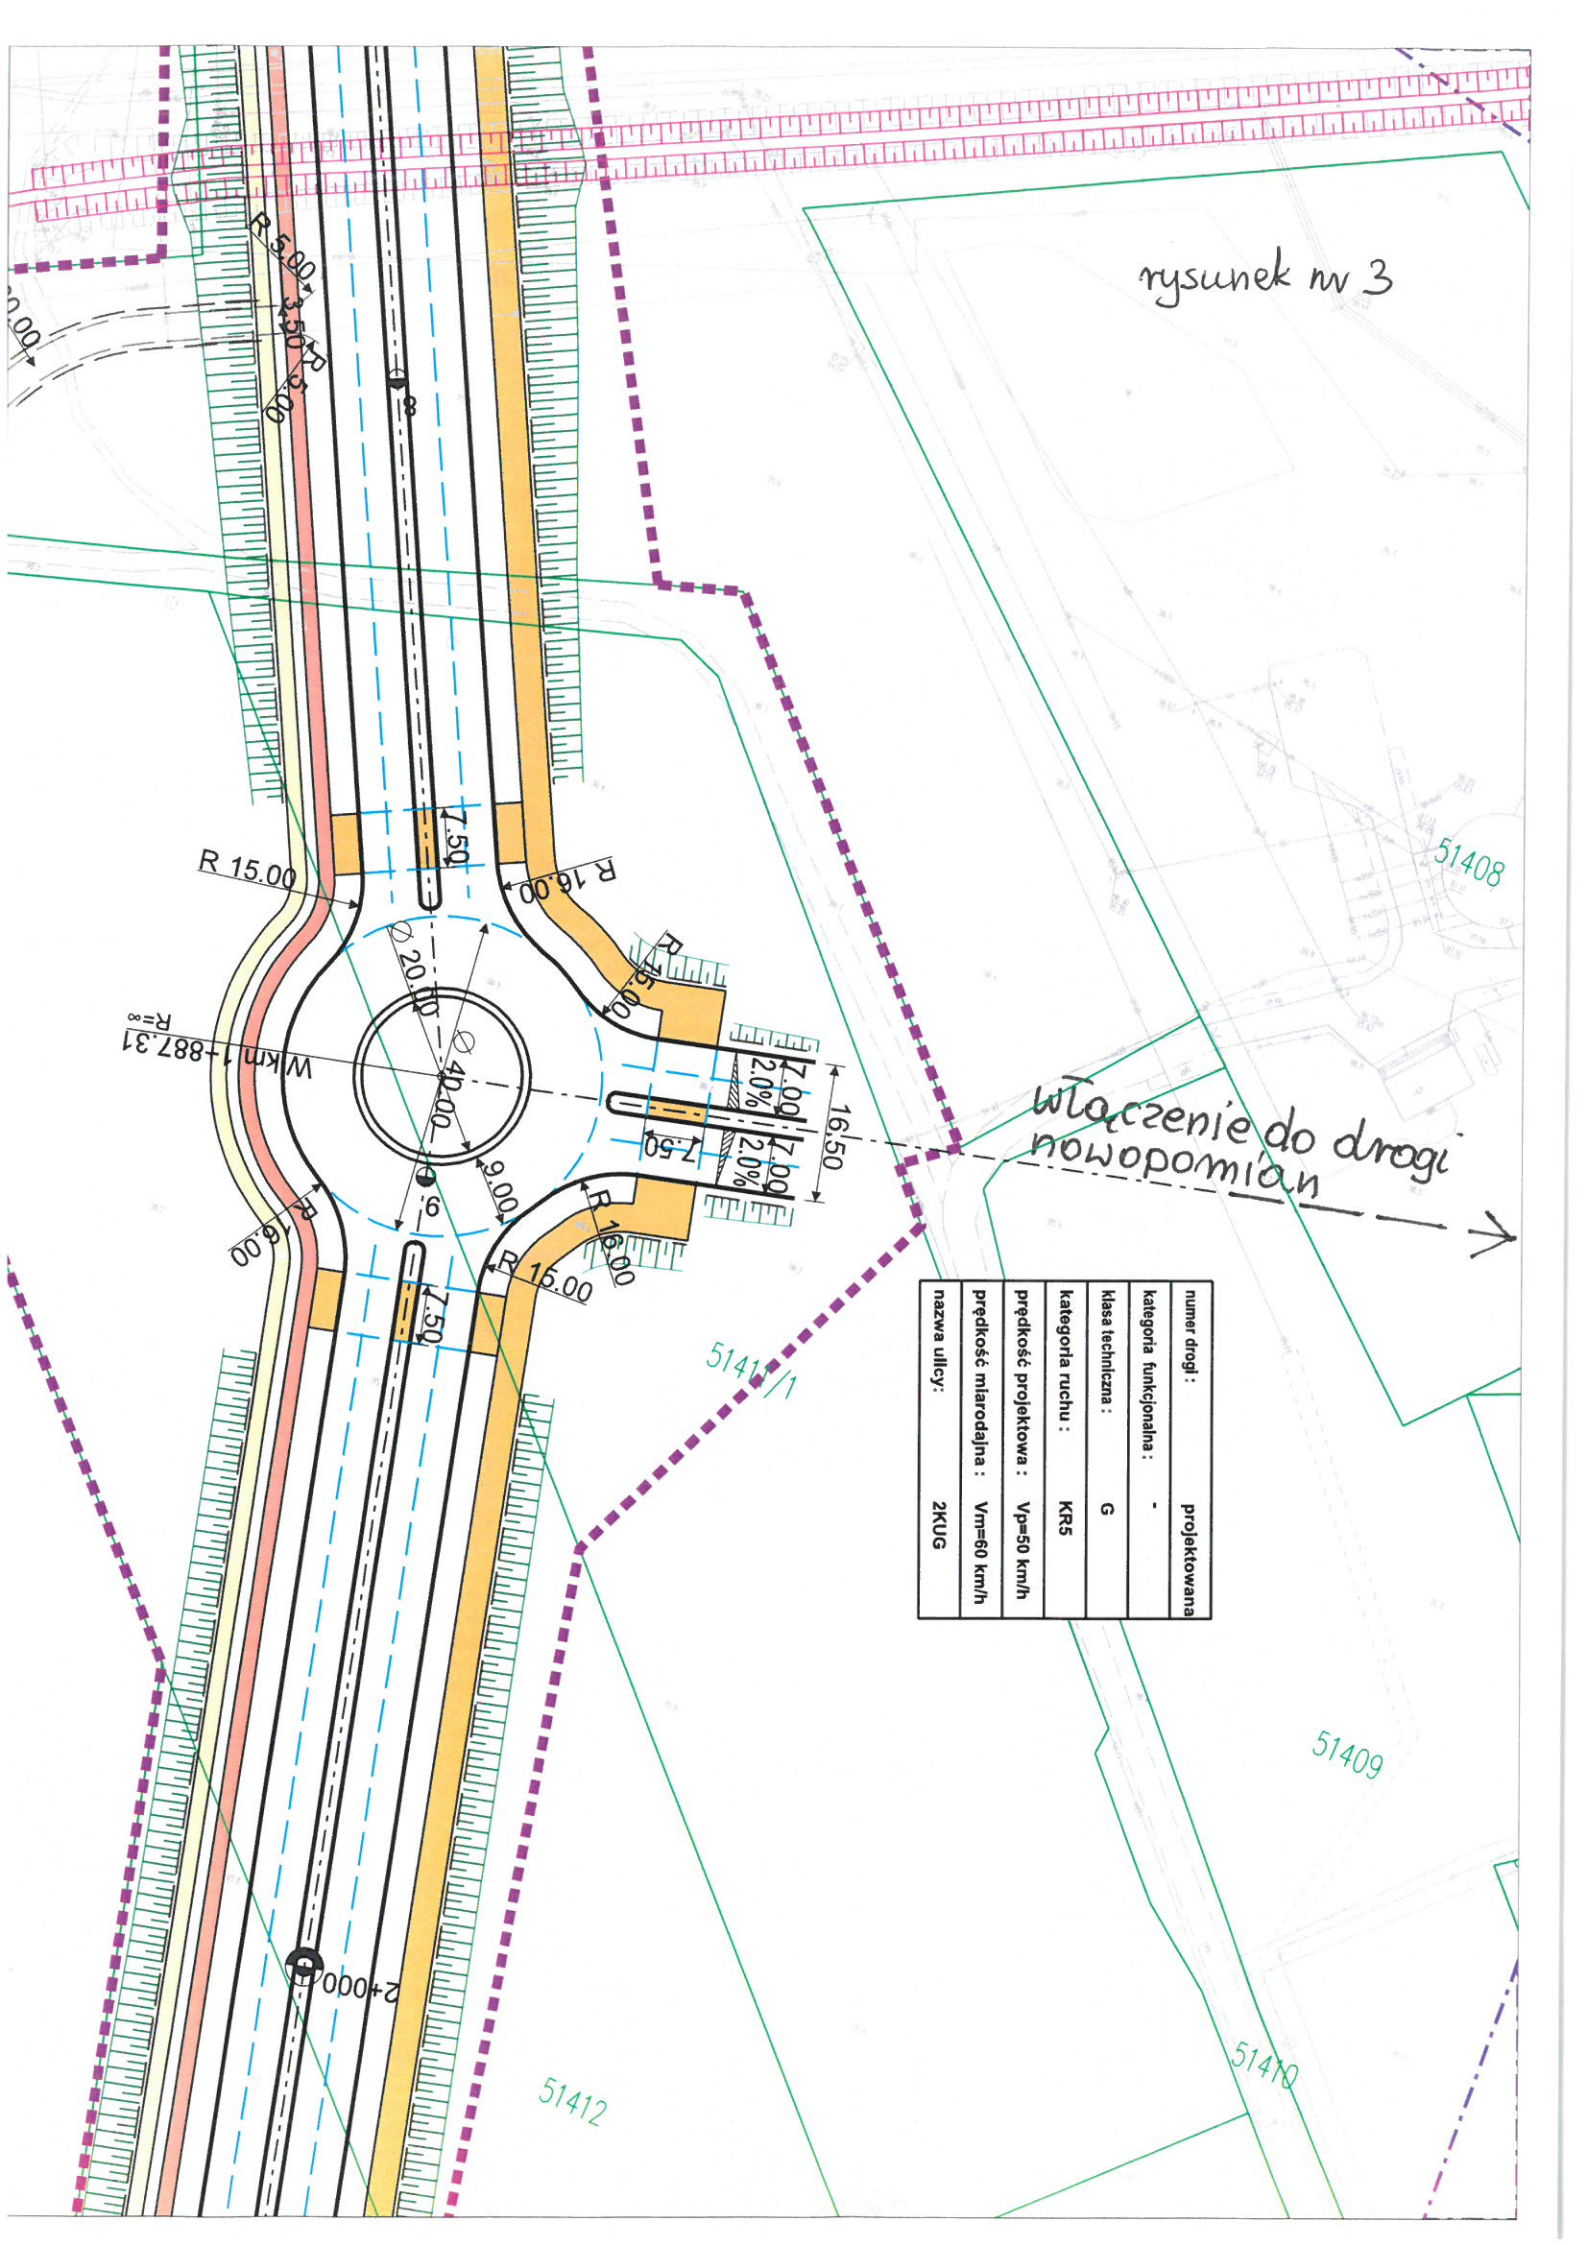 rysunek nr 3
R 5.00
3.50
R 5.00
0.00
8
7.50
R 15.00
R 16.00
R 15.00
Ø 20.00
Ø 40.00
W km 1+887.31
R=∞
9.00
9
7.00
2.0%
16.50
7.50
2.0%
7.00
R 16.00
R 16.00
R 15.00
7.50
51408
włączenie do drogi
nowopomian
numer drogi : projektowana
kategoria funkcjonalna : -
klasa techniczna : G
kategoria ruchu : KR5
prędkość projektowa : Vp=50 km/h
prędkość miarodajna : Vm=60 km/h
nazwa ulicy: 2KUG
51411/1
51409
2+000
51410
51412